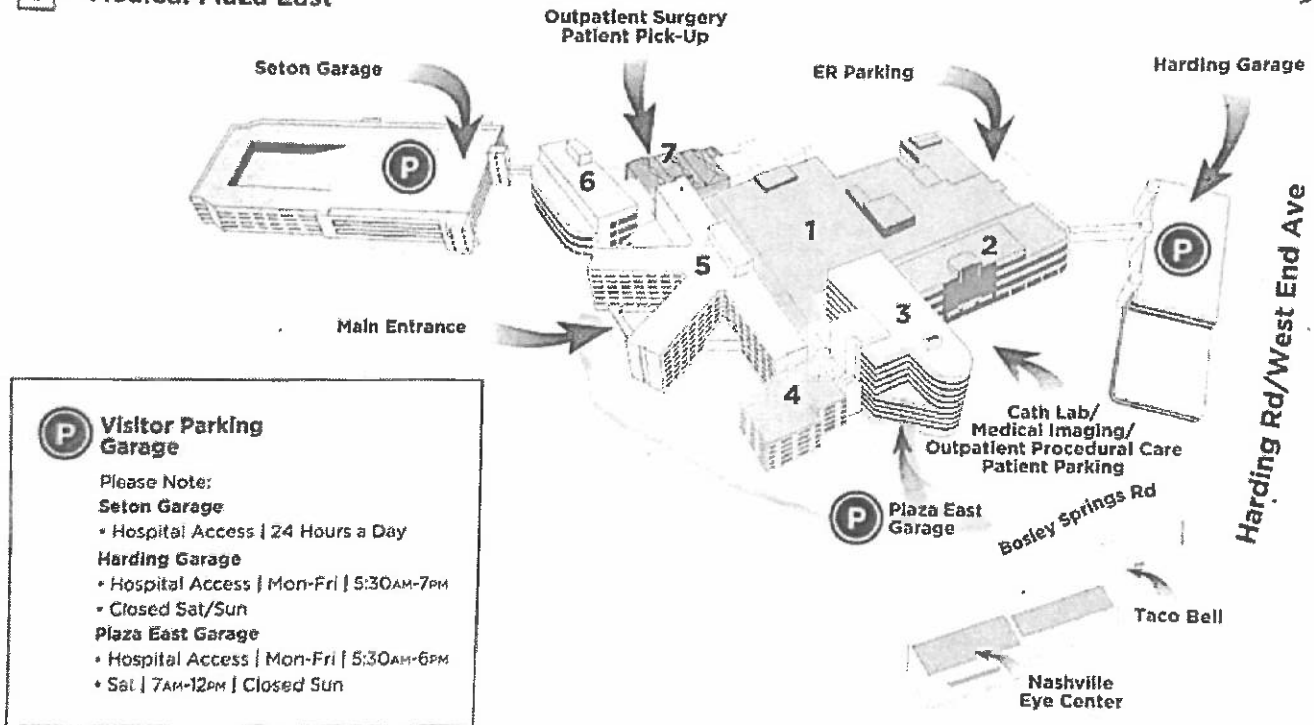 Medical Plaza East
Outpatient Surgery
Patient Pick-Up
Seton Garage
ER Parking
Harding Garage
P
6
7
1
2
P
5
3
Main Entrance
4
Harding Rd/West End Ave
Cath Lab/
Medical Imaging/
Outpatient Procedural Care
Patient Parking
P Plaza East
Garage
Bosley Springs Rd
Taco Bell
Nashville
Eye Center
P Visitor Parking
Garage
Please Note:
Seton Garage
• Hospital Access | 24 Hours a Day
Harding Garage
• Hospital Access | Mon-Fri | 5:30AM-7PM
• Closed Sat/Sun
Plaza East Garage
• Hospital Access | Mon-Fri | 5:30AM-6PM
• Sat | 7AM-12PM | Closed Sun